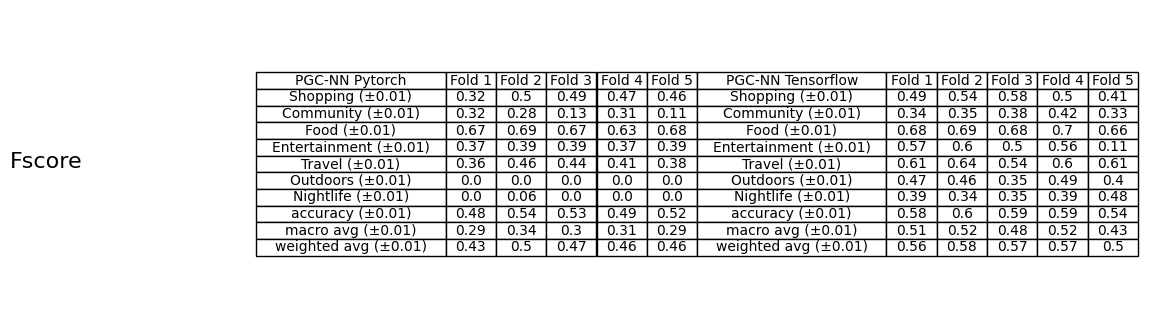 PGC-NN Pytorch Fold 1 Fold 2 Fold 3 Fold 4 Fold 5 PGC-NN Tensorflow Fold 1 Fold 2 Fold 3 Fold 4 Fold 5
Shopping (±0.01) 0.32 0.5 0.49 0.47 0.46 Shopping (±0.01) 0.49 0.54 0.58 0.5 0.41
Community (±0.01) 0.32 0.28 0.13 0.31 0.11 Community (±0.01) 0.34 0.35 0.38 0.42 0.33
Food (±0.01) 0.67 0.69 0.67 0.63 0.68 Food (±0.01) 0.68 0.69 0.68 0.7 0.66
Entertainment (±0.01) 0.37 0.39 0.39 0.37 0.39 Entertainment (±0.01) 0.57 0.6 0.5 0.56 0.11
Fscore
Travel (±0.01) 0.36 0.46 0.44 0.41 0.38 Travel (±0.01) 0.61 0.64 0.54 0.6 0.61
Outdoors (±0.01) 0.0 0.0 0.0 0.0 0.0 Outdoors (±0.01) 0.47 0.46 0.35 0.49 0.4
Nightlife (±0.01) 0.0 0.06 0.0 0.0 0.0 Nightlife (±0.01) 0.39 0.34 0.35 0.39 0.48
accuracy (±0.01) 0.48 0.54 0.53 0.49 0.52 accuracy (±0.01) 0.58 0.6 0.59 0.59 0.54
macro avg (±0.01) 0.29 0.34 0.3 0.31 0.29 macro avg (±0.01) 0.51 0.52 0.48 0.52 0.43
weighted avg (±0.01) 0.43 0.5 0.47 0.46 0.46 weighted avg (±0.01) 0.56 0.58 0.57 0.57 0.5